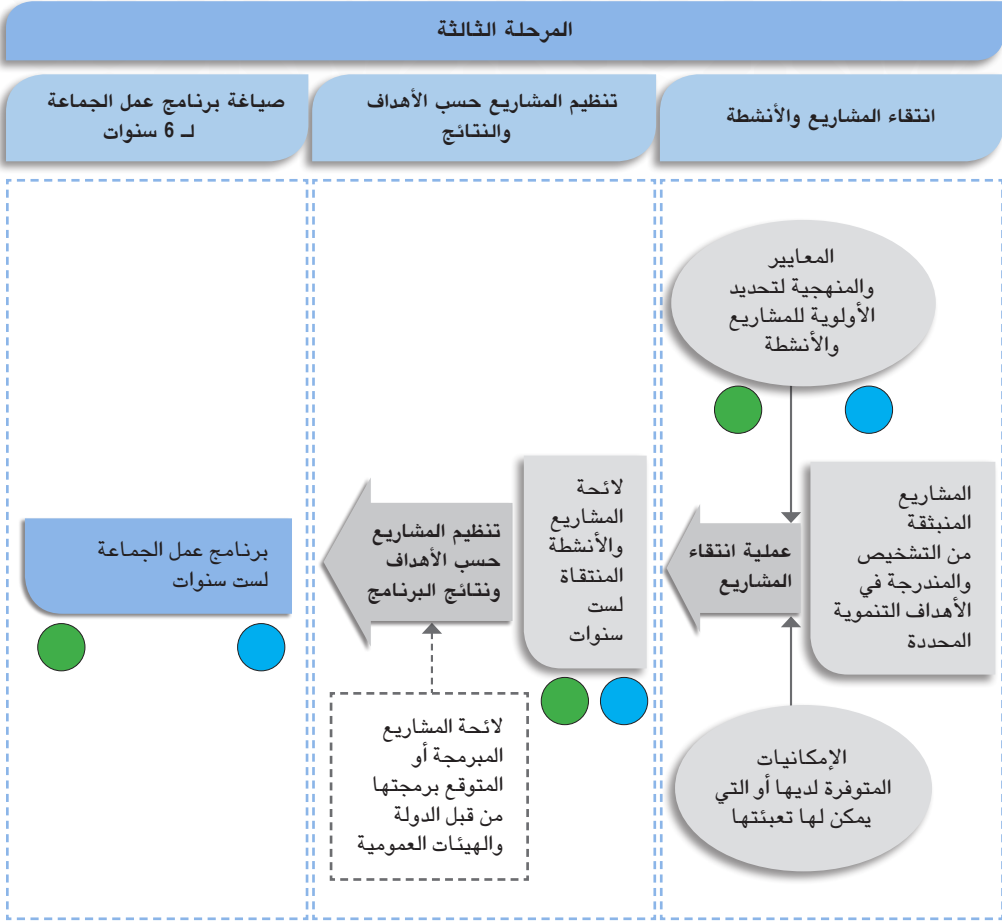 المرحلة الثالثة
انتقاء المشاريع والأنشطة
تنظيم المشاريع حسب الأهداف
والنتائج
صياغة برنامج عمل الجماعة
لـ 6 سنوات
المعايير
والمنهجية لتحديد
الأولوية للمشاريع
والأنشطة
المشاريع
المنبثقة
من التشخيص
والمندرجة في
الأهداف التنموية
المحددة
عملية انتقاء
المشاريع
الإمكانيات
المتوفرة لديها أو التي
يمكن لها تعبئتها
لائحة
المشاريع
والأنشطة
المنتقاة
لست
سنوات
تنظيم المشاريع
حسب الأهداف
ونتائج البرنامج
لائحة المشاريع
المبرمجة أو
المتوقع برمجتها
من قبل الدولة
والهيئات العمومية
برنامج عمل الجماعة
لست سنوات